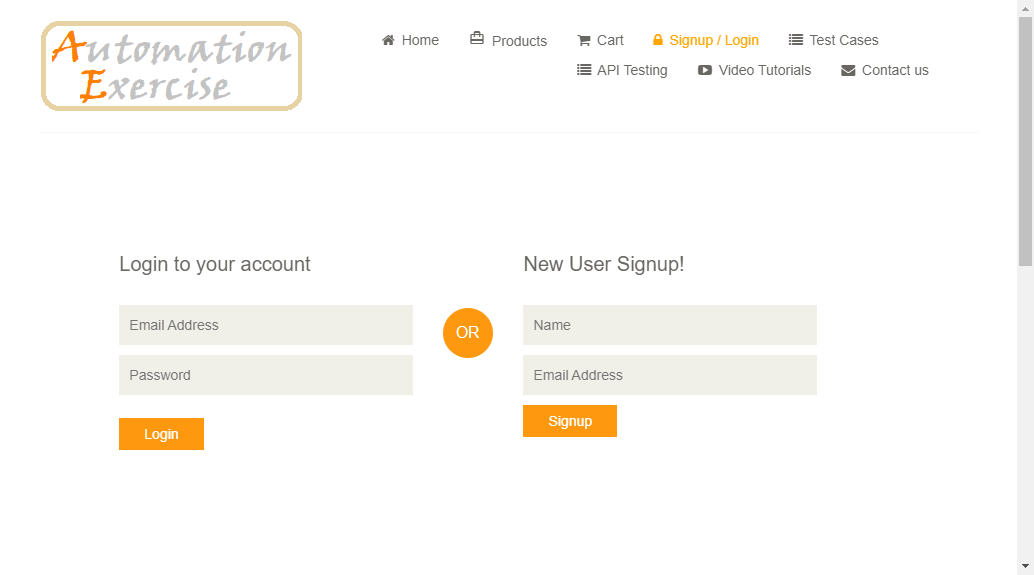 Automation
Exercise
Home Products Cart Signup / Login Test Cases
API Testing Video Tutorials Contact us
Login to your account
Email Address
Password
Login
OR
New User Signup!
Name
Email Address
Signup